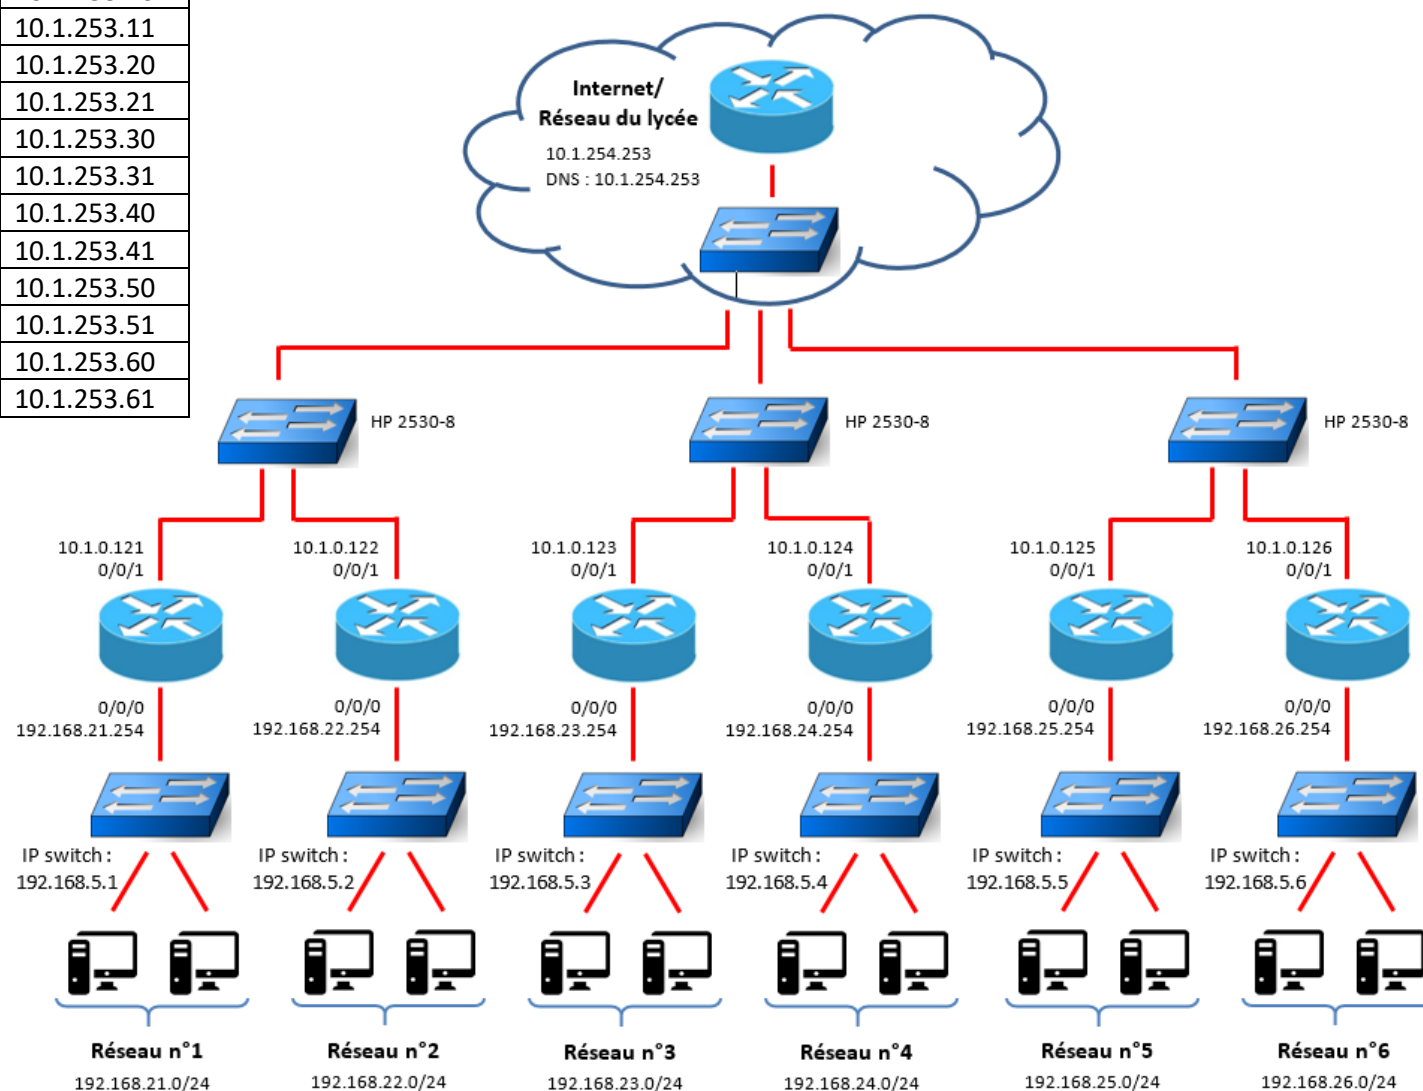 10.1.253.11
10.1.253.20
10.1.253.21
10.1.253.30
10.1.253.31
10.1.253.40
10.1.253.41
10.1.253.50
10.1.253.51
10.1.253.60
10.1.253.61
Internet/
Réseau du lycée
10.1.254.253
DNS : 10.1.254.253
HP 2530-8
HP 2530-8
HP 2530-8
10.1.0.121
0/0/1
10.1.0.122
0/0/1
10.1.0.123
0/0/1
10.1.0.124
0/0/1
10.1.0.125
0/0/1
10.1.0.126
0/0/1
0/0/0
192.168.21.254
0/0/0
192.168.22.254
0/0/0
192.168.23.254
0/0/0
192.168.24.254
0/0/0
192.168.25.254
0/0/0
192.168.26.254
IP switch :
192.168.5.1
IP switch :
192.168.5.2
IP switch :
192.168.5.3
IP switch :
192.168.5.4
IP switch :
192.168.5.5
IP switch :
192.168.5.6
Réseau n°1
192.168.21.0/24
Réseau n°2
192.168.22.0/24
Réseau n°3
192.168.23.0/24
Réseau n°4
192.168.24.0/24
Réseau n°5
192.168.25.0/24
Réseau n°6
192.168.26.0/24